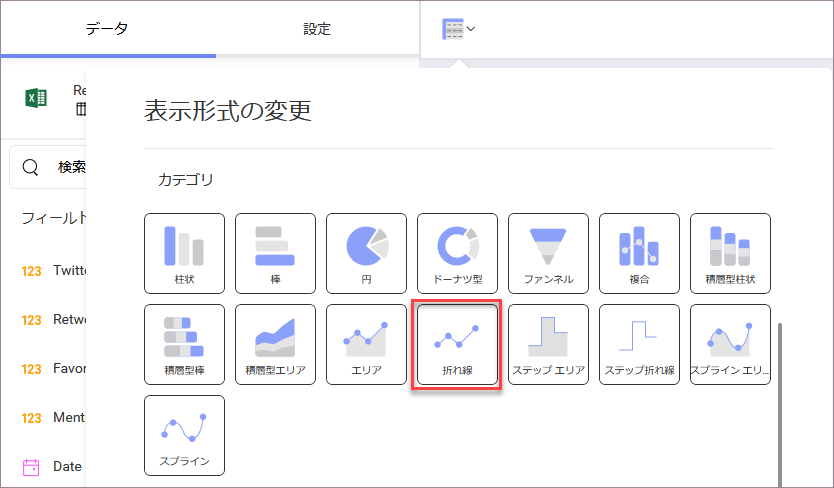 データ
設定
Re
表示形式の変更
検索
カテゴリ
フィールド
柱状
棒
円
ドーナツ型
ファンネル
複合
積層型柱状
123 Twitte
積層型棒
積層型エリア
エリア
折れ線
ステップ エリア
ステップ折れ線
スプライン エリ...
123 Retw
123 Favor
123 Ment
スプライン
Date